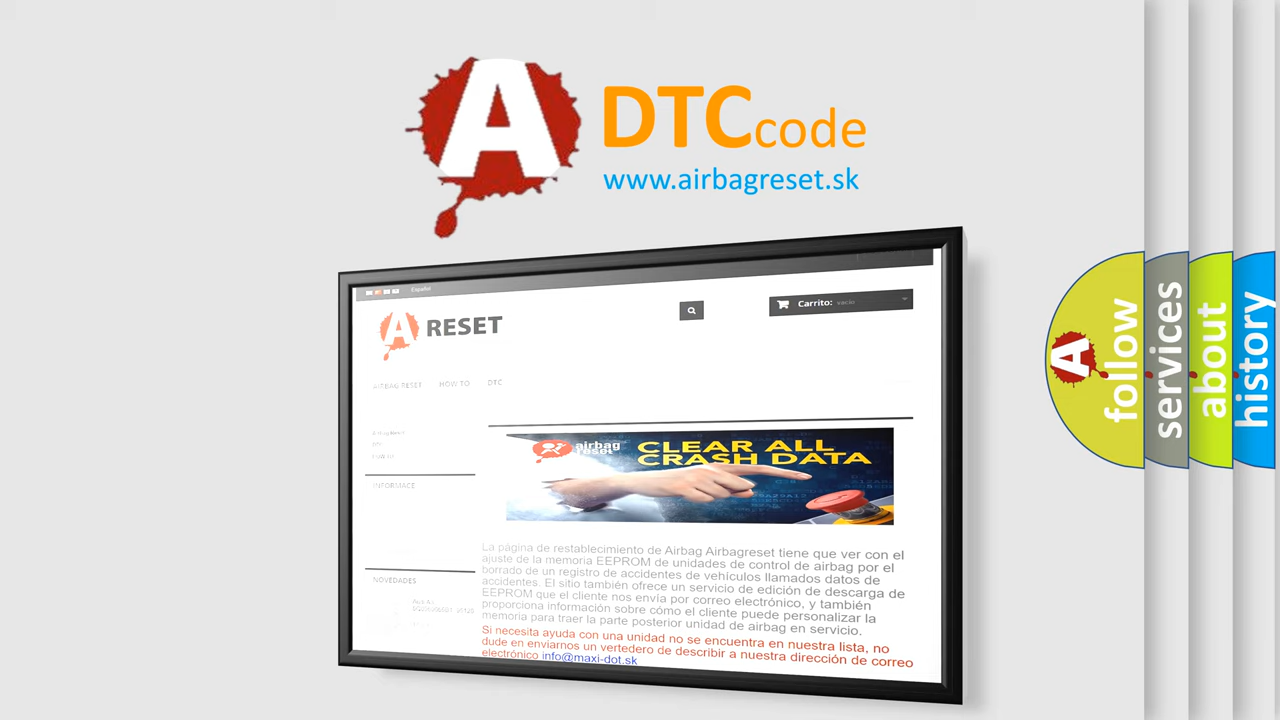 A
DTC code
www.airbagreset.sk
Español
A RESET
Carrito: vacío
AIRBAG RESET HOW TO DTC
INFORMACE
airbag reset
CLEAR ALL
CRASH DATA
La página de restablecimiento de Airbag Airbagreset tiene que ver con el
ajuste de la memoria EEPROM de unidades de control de airbag por el
borrado de un registro de accidentes de vehículos llamados datos de
accidentes. El sitio también ofrece un servicio de edición de descarga de
EEPROM que el cliente nos envía por correo electrónico, y también
proporciona información sobre cómo el cliente puede personalizar la
memoria para traer la parte posterior unidad de airbag en servicio.
Si necesita ayuda con una unidad no se encuentra en nuestra lista, no
dude en enviarnos un vertedero de describir a nuestra dirección de correo
electrónico info@maxi-dot.sk
NOVEDADES
A
follow
services
about
history